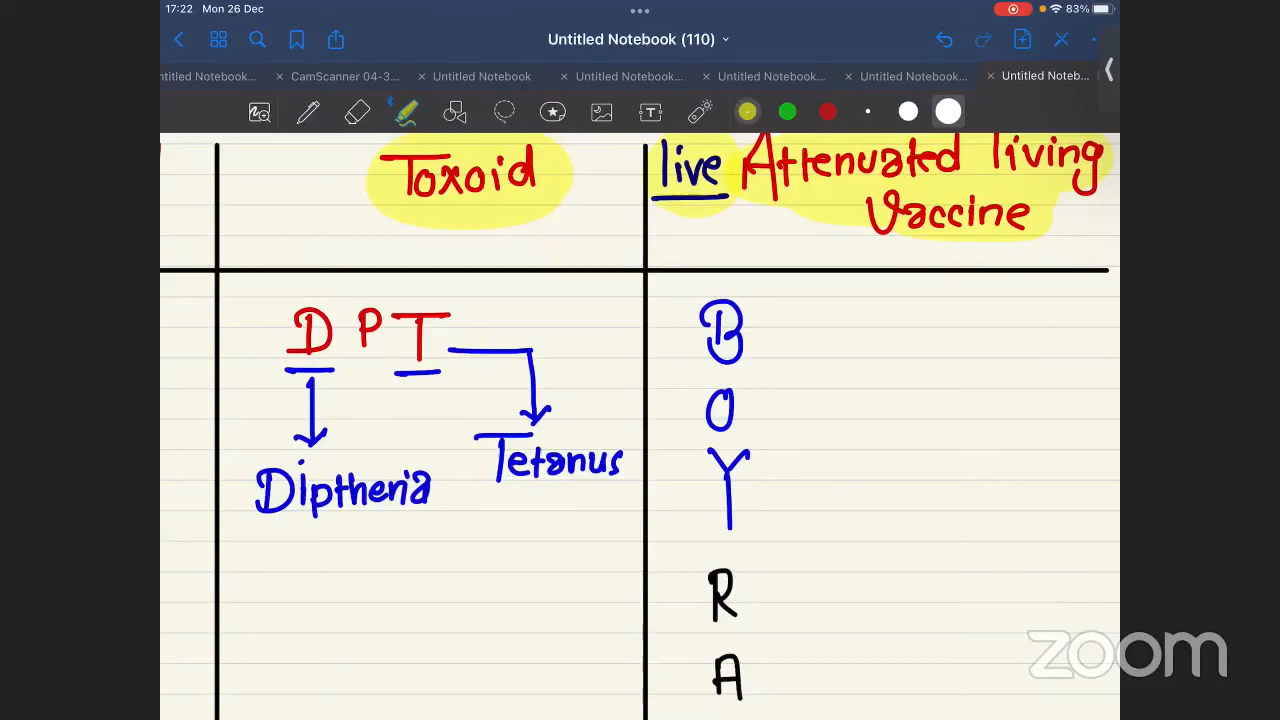 17:22 Mon 26 Dec
83%
Untitled Notebook (110)
ntitled Notebook...
CamScanner 04-3...
Untitled Notebook
Untitled Notebook...
Untitled Notebook...
Untitled Notebook...
Untitled Noteb...
Toxoid
live Attenuated living
Vaccine
D P T
Tetanus
Diptheria
B
O
Y
R
A
zoom